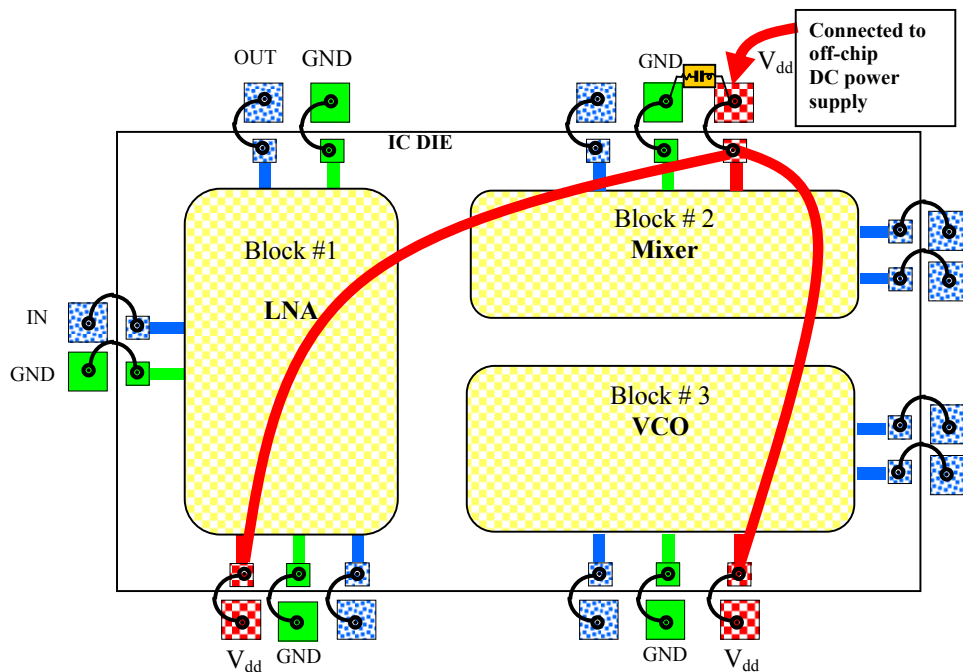 Connected to
off-chip
DC power
supply
OUT
GND
GND
Vdd
IC DIE
Block #1
LNA
Block # 2
Mixer
IN
GND
Block # 3
VCO
Vdd
GND
GND
Vdd